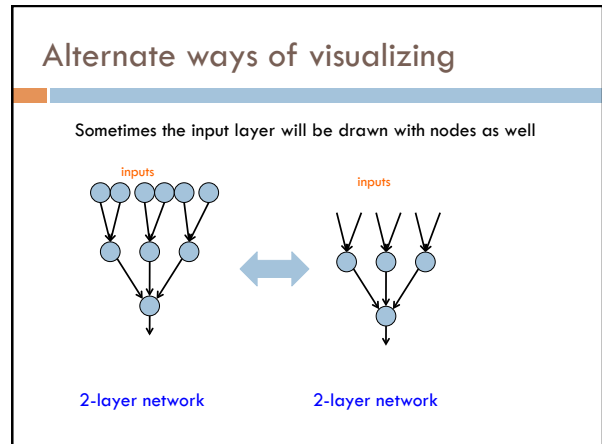 Alternate ways of visualizing
Sometimes the input layer will be drawn with nodes as well
inputs
inputs
2-layer network
2-layer network